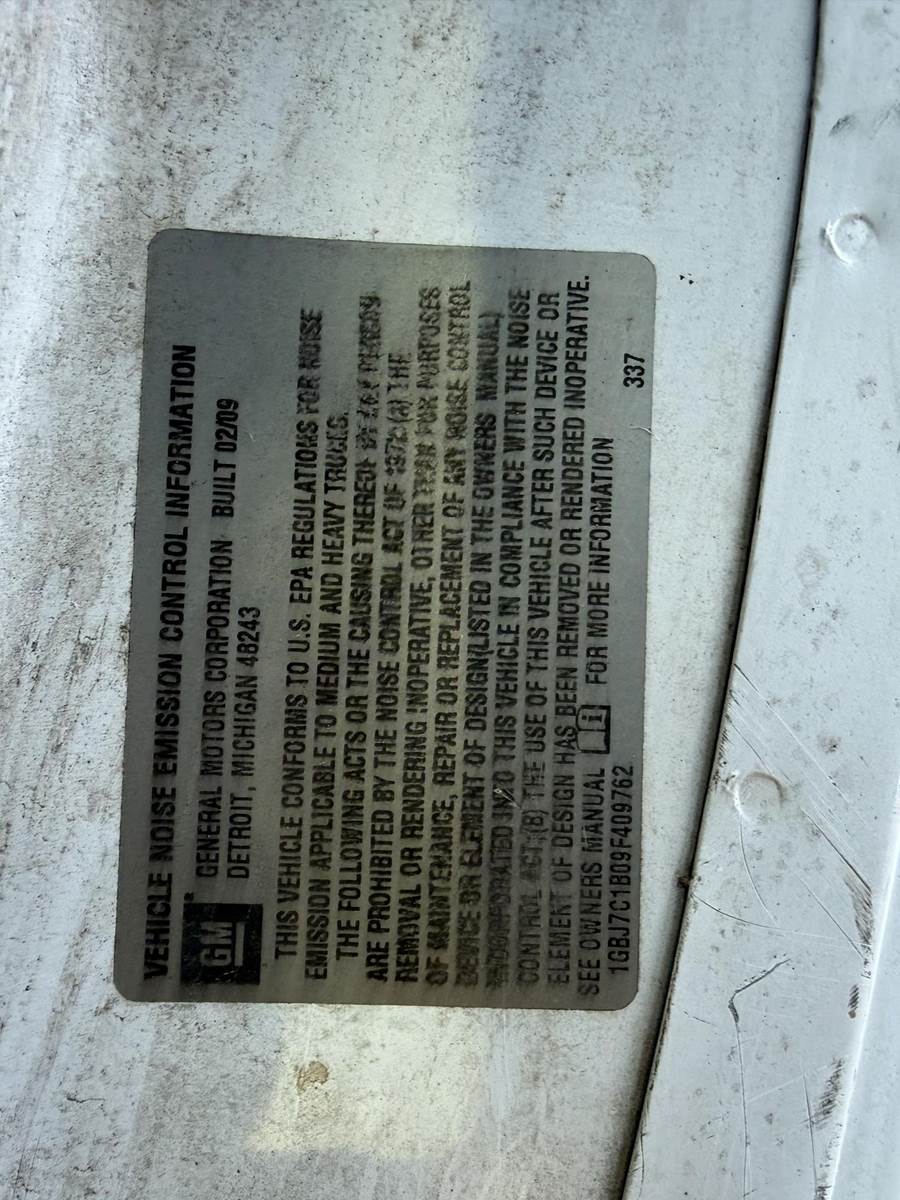 VEHICLE NOISE EMISSION CONTROL INFORMATION
GM
GENERAL MOTORS CORPORATION BUILT 02/09
DETROIT, MICHIGAN 48243
THIS VEHICLE CONFORMS TO U.S. EPA REGULATIONS FOR NOISE
EMISSION APPLICABLE TO MEDIUM AND HEAVY TRUCKS.
THE FOLLOWING ACTS OR THE CAUSING THEREOF BY ANY PERSON
ARE PROHIBITED BY THE NOISE CONTROL ACT OF 1972 (A) THE
REMOVAL OR RENDERING INOPERATIVE, OTHER THAN FOR PURPOSES
OF MAINTENANCE, REPAIR OR REPLACEMENT OF ANY NOISE CONTROL
DEVICE OR ELEMENT OF DESIGN(LISTED IN THE OWNERS MANUAL)
INCORPORATED INTO THIS VEHICLE IN COMPLIANCE WITH THE NOISE
CONTROL ACT;(B) THE USE OF THIS VEHICLE AFTER SUCH DEVICE OR
ELEMENT OF DESIGN HAS BEEN REMOVED OR RENDERED INOPERATIVE.
SEE OWNERS MANUAL FOR MORE INFORMATION
1GBJ7C1B09F409762 337